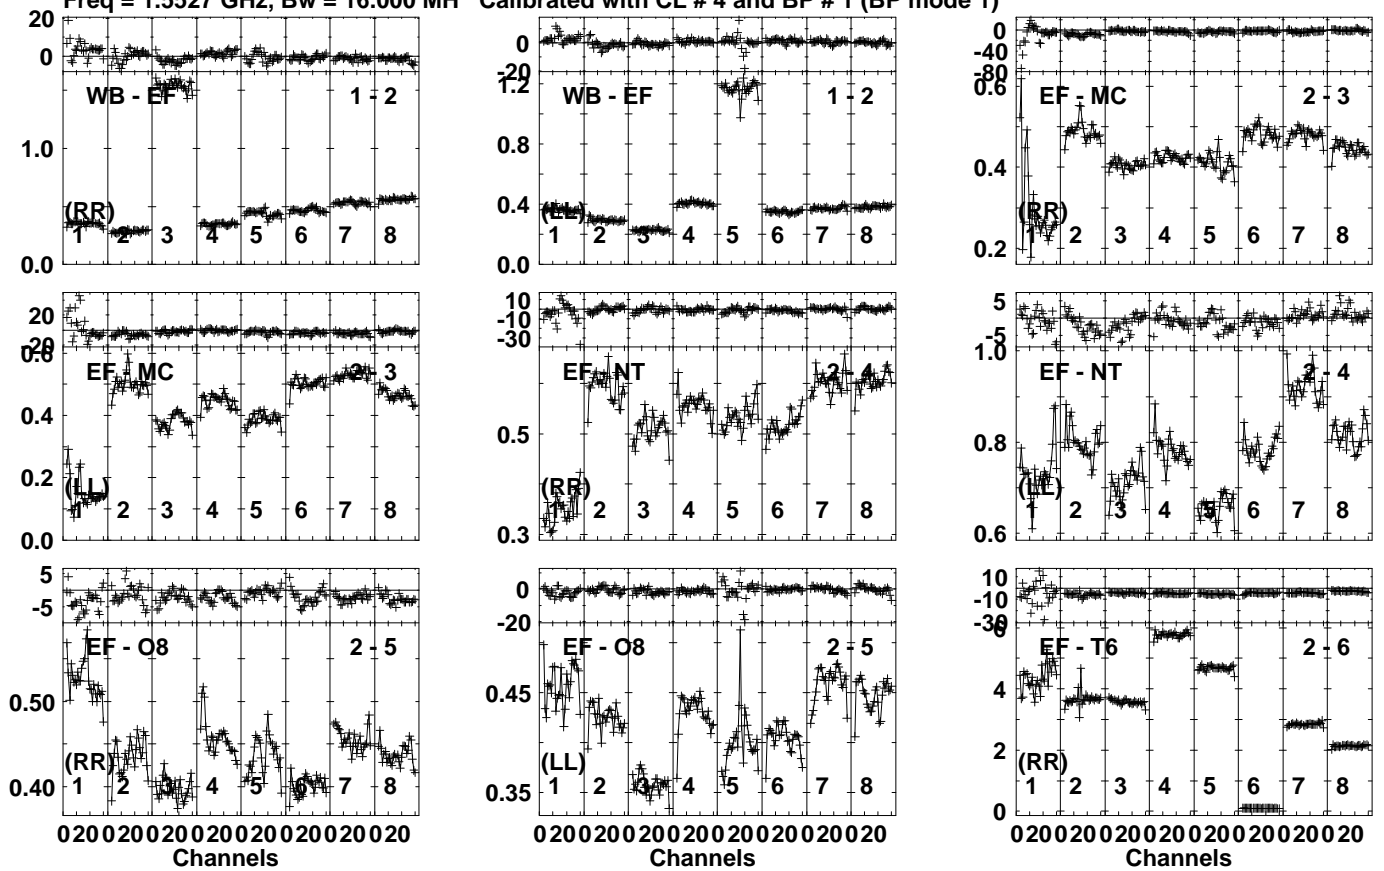 Freq = 1.5527 GHz, Bw = 16.000 MH Calibrated with CL # 4 and BP # 1 (BP mode 1)
20
0
WB - EF 1 - 2
1.0
(RR)
1 2 3 4 5 6 7 8
0.0
0
-20
1.2
WB - EF 1 - 2
0.8
0.4
(LL)
1 2 3 4 5 6 7 8
0.0
0
-40
-80
0.6
EF - MC 2 - 3
0.4
(RR)
0.2
1 2 3 4 5 6 7 8
20
-20
0.6
EF - MC 2 - 3
0.4
0.2
(LL)
1 2 3 4 5 6 7 8
0.0
10
-10
-30
EF - NT 2 - 4
0.5
(RR)
1 2 3 4 5 6 7 8
0.3
5
-5
1.0
EF - NT 2 - 4
0.8
(LL)
1 2 3 4 5 6 7 8
0.6
5
-5
EF - O8 2 - 5
0.50
(RR)
0.40
1 2 3 4 5 6 7 8
0 20 0 20 0 20 0 20 0 20 0 20 0 20 0 20
Channels
0
-20
EF - O8 2 - 5
0.45
(LL)
0.35
1 2 3 4 5 6 7 8
0 20 0 20 0 20 0 20 0 20 0 20 0 20 0 20
10
-10
-30
6
EF - T6 2 - 6
4
2
(RR)
1 2 3 4 5 6 7 8
0
0 20 0 20 0 20 0 20 0 20 0 20 0 20 0 20
Channels